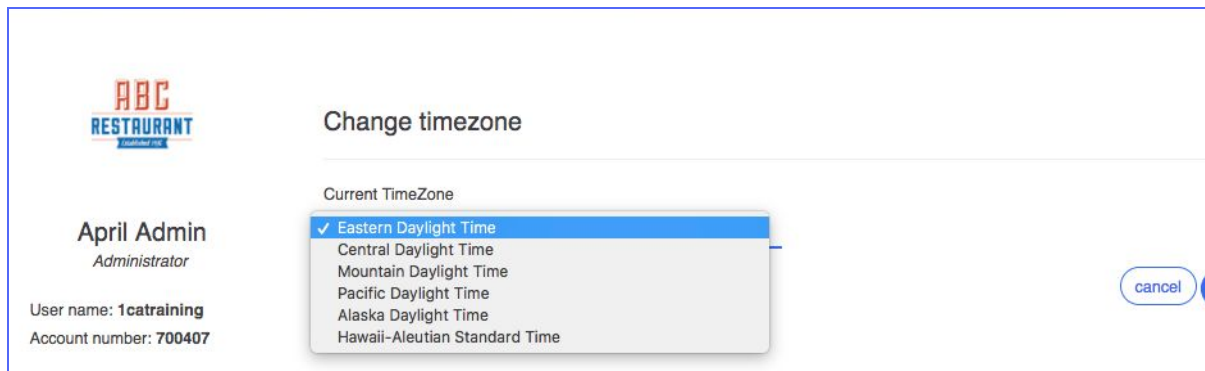 ABC
RESTAURANT
Change timezone
Current TimeZone
April Admin
Administrator
✓ Eastern Daylight Time
Central Daylight Time
Mountain Daylight Time
Pacific Daylight Time
Alaska Daylight Time
Hawaii-Aleutian Standard Time
cancel
User name: 1catraining
Account number: 700407